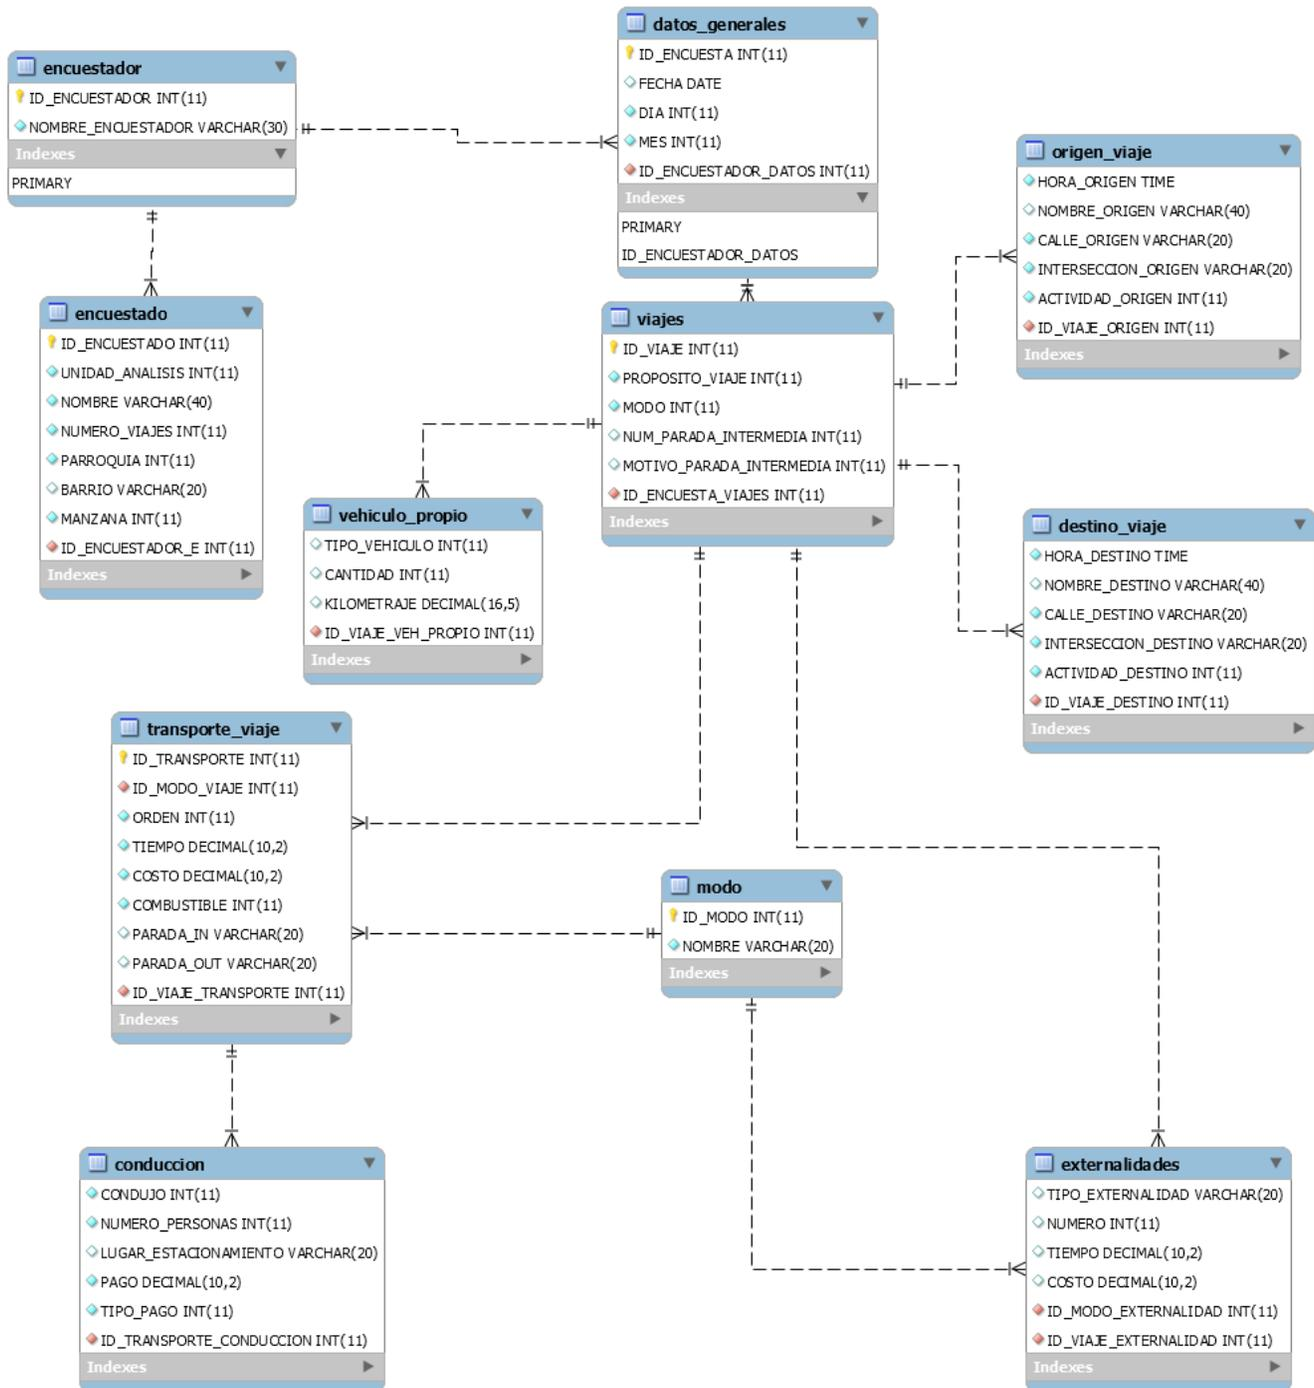 encuestador
ID_ENCUESTADOR INT(11)
NOMBRE_ENCUESTADOR VARCHAR(30)
Indexes
PRIMARY
datos_generales
ID_ENCUESTA INT(11)
FECHA DATE
DIA INT(11)
MES INT(11)
ID_ENCUESTADOR_DATOS INT(11)
Indexes
PRIMARY
ID_ENCUESTADOR_DATOS
origen_viaje
HORA_ORIGEN TIME
NOMBRE_ORIGEN VARCHAR(40)
CALLE_ORIGEN VARCHAR(20)
INTERSECCION_ORIGEN VARCHAR(20)
ACTIVIDAD_ORIGEN INT(11)
ID_VIAJE_ORIGEN INT(11)
Indexes
encuestado
ID_ENCUESTADO INT(11)
UNIDAD_ANALISIS INT(11)
NOMBRE VARCHAR(40)
NUMERO_VIAJES INT(11)
PARROQUIA INT(11)
BARRIO VARCHAR(20)
MANZANA INT(11)
ID_ENCUESTADOR_E INT(11)
Indexes
viajes
ID_VIAJE INT(11)
PROPOSITO_VIAJE INT(11)
MODO INT(11)
NUM_PARADA_INTERMEDIA INT(11)
MOTIVO_PARADA_INTERMEDIA INT(11)
ID_ENCUESTA_VIAJES INT(11)
Indexes
vehiculo_propio
TIPO_VEHICULO INT(11)
CANTIDAD INT(11)
KILOMETRAJE DECIMAL(16,5)
ID_VIAJE_VEH_PROPIO INT(11)
Indexes
destino_viaje
HORA_DESTINO TIME
NOMBRE_DESTINO VARCHAR(40)
CALLE_DESTINO VARCHAR(20)
INTERSECCION_DESTINO VARCHAR(20)
ACTIVIDAD_DESTINO INT(11)
ID_VIAJE_DESTINO INT(11)
Indexes
transporte_viaje
ID_TRANSPORTE INT(11)
ID_MODO_VIAJE INT(11)
ORDEN INT(11)
TIEMPO DECIMAL(10,2)
COSTO DECIMAL(10,2)
COMBUSTIBLE INT(11)
PARADA_IN VARCHAR(20)
PARADA_OUT VARCHAR(20)
ID_VIAJE_TRANSPORTE INT(11)
Indexes
modo
ID_MODO INT(11)
NOMBRE VARCHAR(20)
Indexes
conduccion
CONDUJO INT(11)
NUMERO_PERSONAS INT(11)
LUGAR_ESTACIONAMIENTO VARCHAR(20)
PAGO DECIMAL(10,2)
TIPO_PAGO INT(11)
ID_TRANSPORTE_CONDUCCION INT(11)
Indexes
externalidades
TIPO_EXTERNALIDAD VARCHAR(20)
NUMERO INT(11)
TIEMPO DECIMAL(10,2)
COSTO DECIMAL(10,2)
ID_MODO_EXTERNALIDAD INT(11)
ID_VIAJE_EXTERNALIDAD INT(11)
Indexes